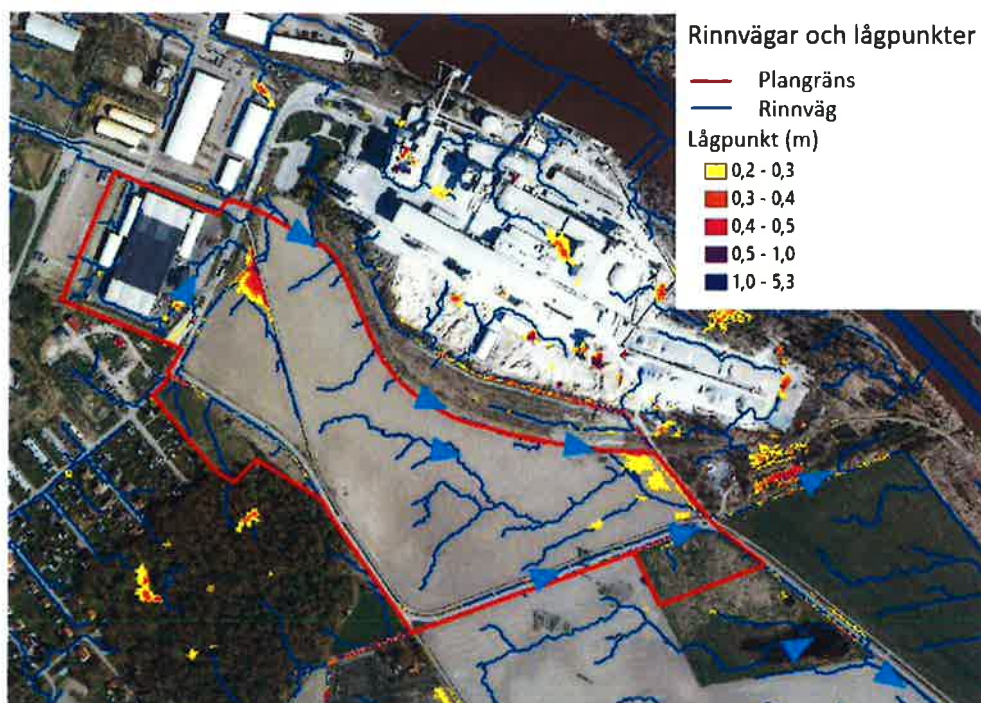 Rinnvägar och lågpunkter
Plangräns
Rinnväg
Lågpunkt (m)
0,2 - 0,3
0,3 - 0,4
0,4 - 0,5
0,5 - 1,0
1,0 - 5,3